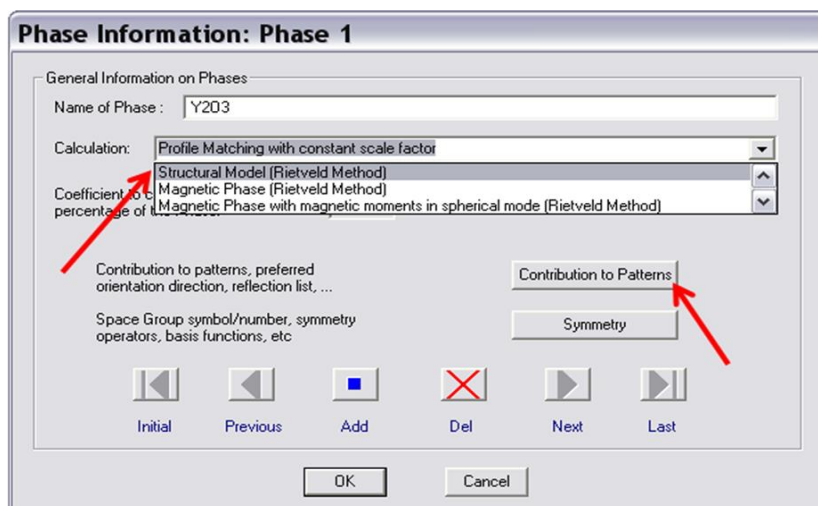 Phase Information: Phase 1
General Information on Phases
Name of Phase : Y2O3
Calculation: Profile Matching with constant scale factor
Structural Model (Rietveld Method)
Magnetic Phase (Rietveld Method)
Coefficient to c
Magnetic Phase with magnetic moments in spherical mode (Rietveld Method)
percentage of
Contribution to patterns, preferred
orientation direction, reflection list, ...
Contribution to Patterns
Space Group symbol/number, symmetry
operators, basis functions, etc
Symmetry
Initial Previous Add Del Next Last
OK Cancel